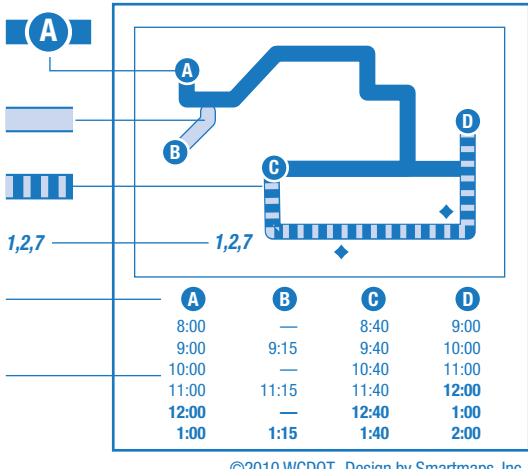 A
A
D
B
C
1,2,7
1,2,7
A B C D
8:00 — 8:40 9:00
9:00 9:15 9:40 10:00
10:00 — 10:40 11:00
11:00 11:15 11:40 12:00
12:00 — 12:40 1:00
1:00 1:15 1:40 2:00
©2010 WCDOT Design by Smartmaps, Inc.